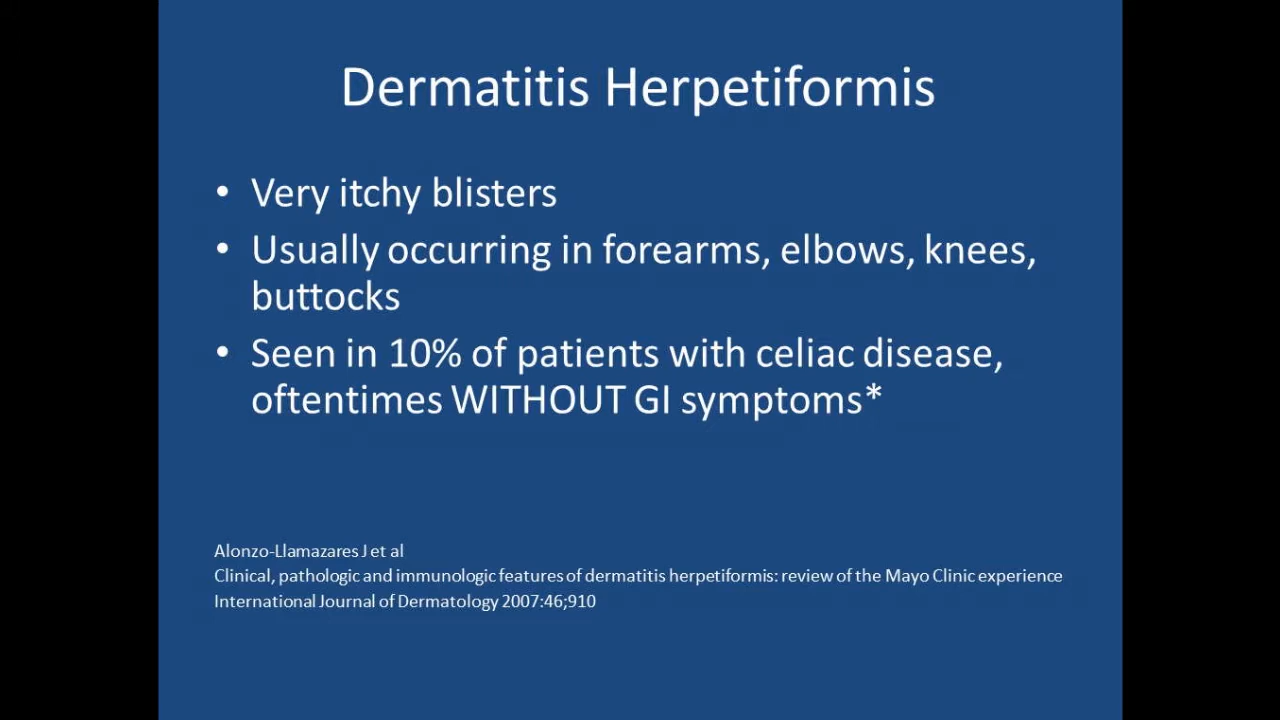 Dermatitis Herpetiformis
• Very itchy blisters
• Usually occurring in forearms, elbows, knees,
buttocks
• Seen in 10% of patients with celiac disease,
oftentimes WITHOUT GI symptoms*
Alonzo-Llamazares J et al
Clinical, pathologic and immunologic features of dermatitis herpetiformis: review of the Mayo Clinic experience
International Journal of Dermatology 2007:46;910